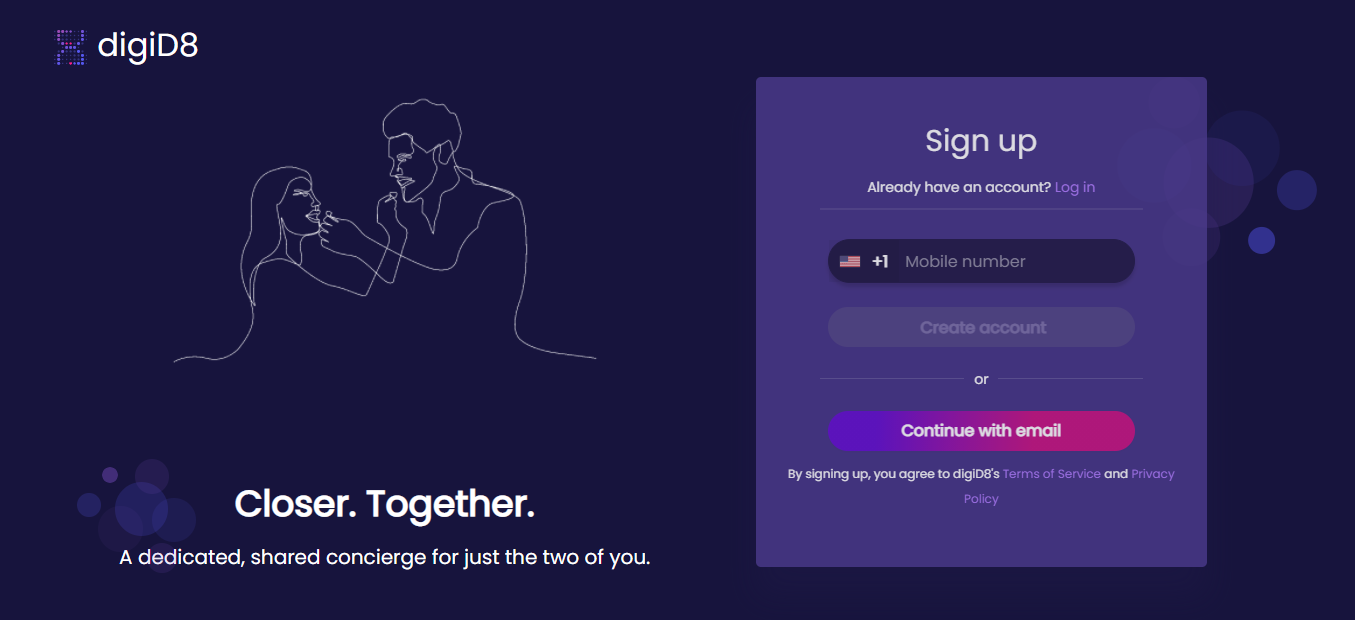 digiD8
Sign up
Already have an account? Log in
+1 Mobile number
Create account
or
Continue with email
By signing up, you agree to digiD8's Terms of Service and Privacy
Policy
Closer. Together.
A dedicated, shared concierge for just the two of you.